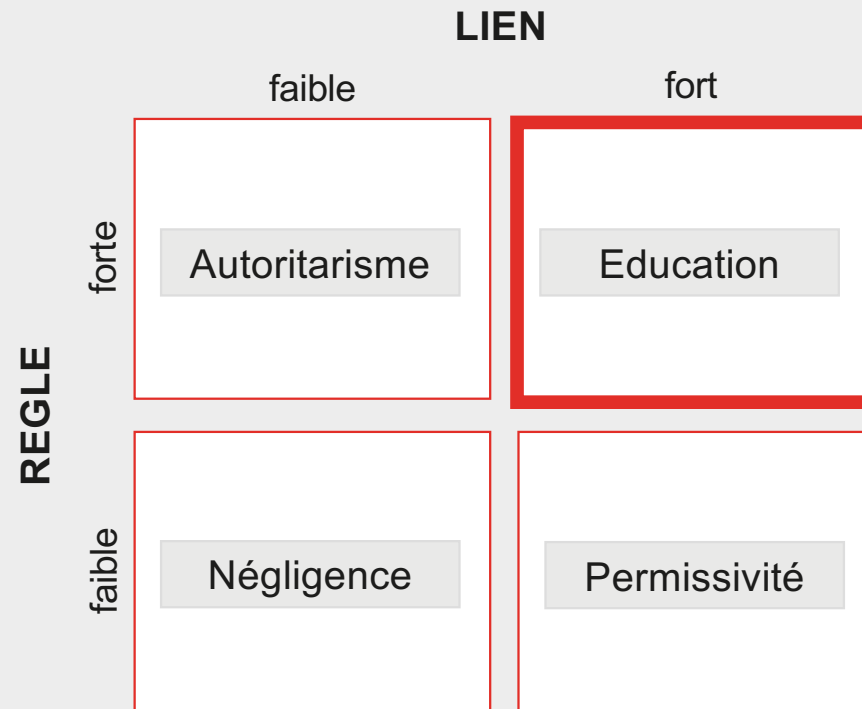 LIEN
faible
fort
REGLE
forte
Autoritarisme
Education
faible
Négligence
Permissivité